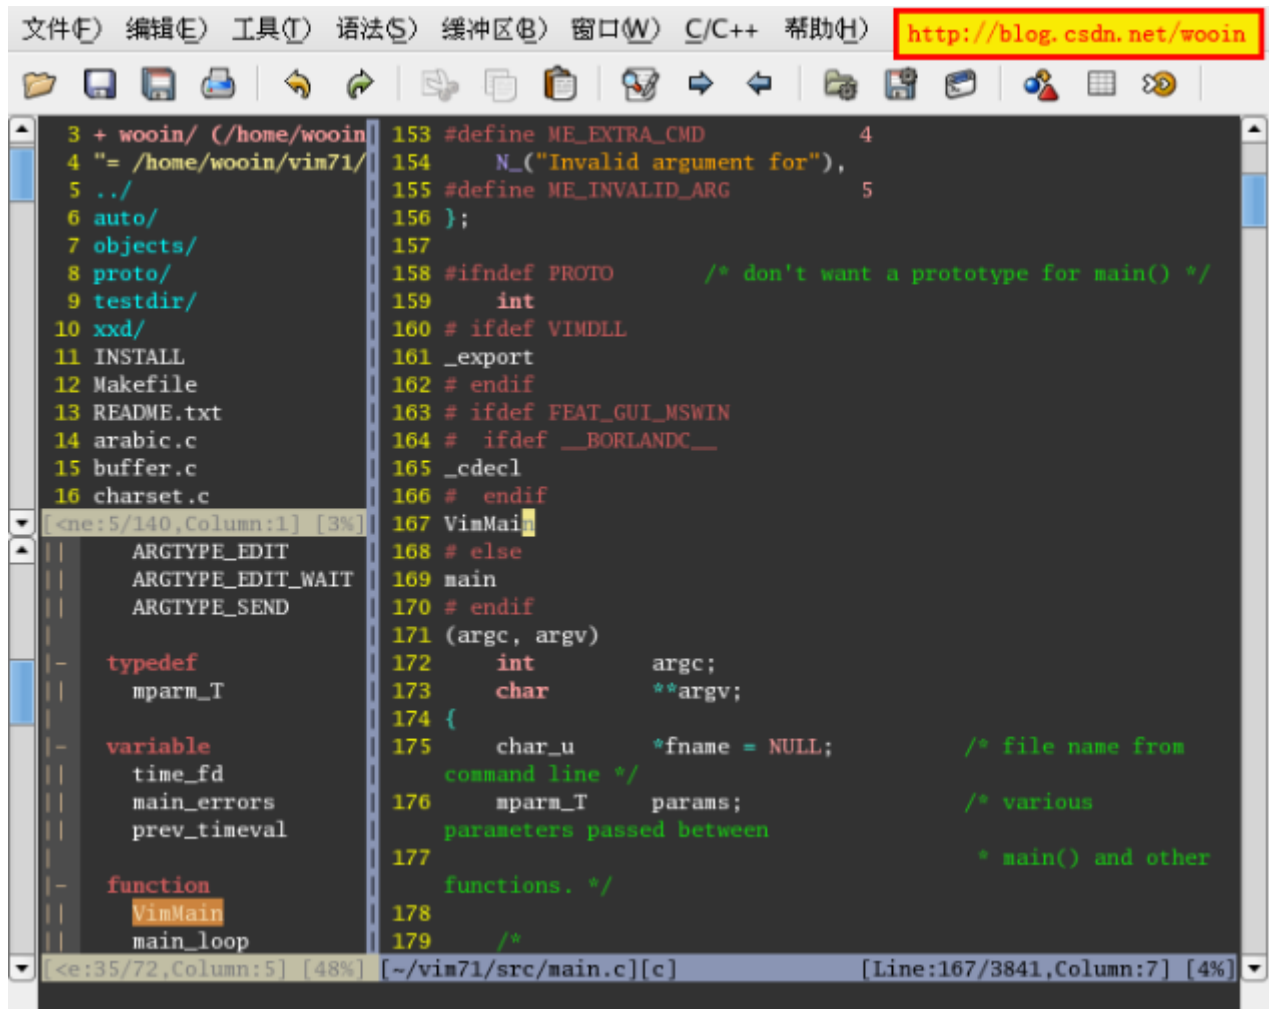 文件(F) 编辑(E) 工具(T) 语法(S) 缓冲区(B) 窗口(W) C/C++ 帮助(H)
http://blog.csdn.net/wooin
3 + wooin/ (/home/wooin
4 "= /home/wooin/vim71/
5 ../
6 auto/
7 objects/
8 proto/
9 testdir/
10 xxd/
11 INSTALL
12 Makefile
13 README.txt
14 arabic.c
15 buffer.c
16 charset.c
[<ne:5/140,Column:1] [3%]
|| ARGTYPE_EDIT
|| ARGTYPE_EDIT_WAIT
|| ARGTYPE_SEND
|
|- typedef
|| mparm_T
|
|- variable
|| time_fd
|| main_errors
|| prev_timeval
|
|- function
|| VimMain
|| main_loop
[<e:35/72,Column:5] [48%]
153 #define ME_EXTRA_CMD 4
154 N_("Invalid argument for"),
155 #define ME_INVALID_ARG 5
156 };
157
158 #ifndef PROTO /* don't want a prototype for main() */
159 int
160 # ifdef VIMDLL
161 _export
162 # endif
163 # ifdef FEAT_GUI_MSWIN
164 # ifdef __BORLANDC__
165 _cdecl
166 # endif
167 VimMain
168 # else
169 main
170 # endif
171 (argc, argv)
172 int argc;
173 char **argv;
174 {
175 char_u *fname = NULL; /* file name from
command line */
176 mparm_T params; /* various
parameters passed between
177 * main() and other
functions. */
178
179 /*
[~/vim71/src/main.c][c] [Line:167/3841,Column:7] [4%]